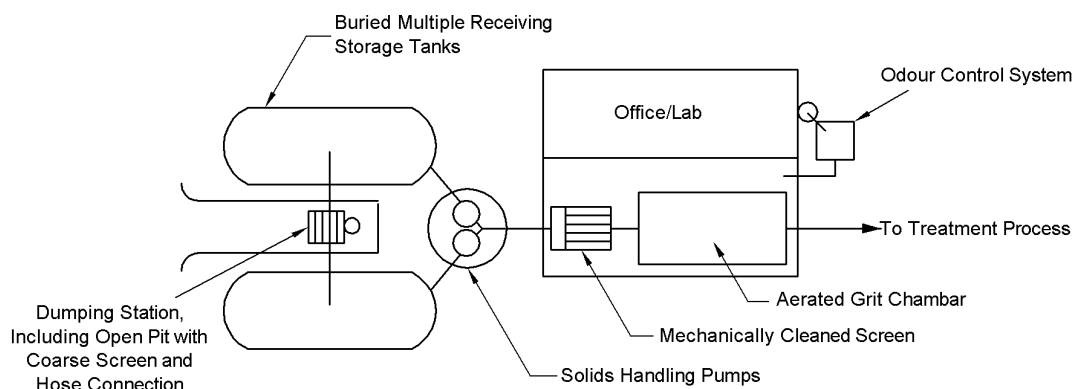 Buried Multiple Receiving
Storage Tanks
Odour Control System
Office/Lab
To Treatment Process
Aerated Grit Chambar
Mechanically Cleaned Screen
Solids Handling Pumps
Dumping Station,
Including Open Pit with
Coarse Screen and
Hose Connection